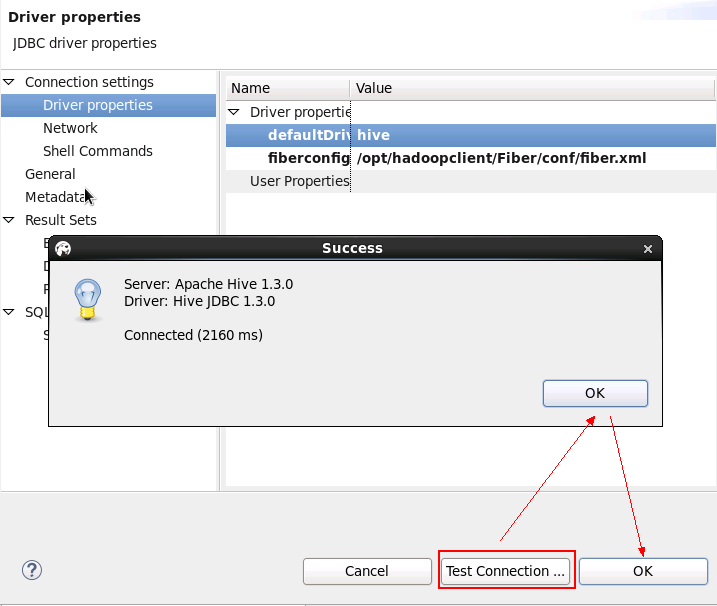 Driver properties
JDBC driver properties
Connection settings
Driver properties
Network
Shell Commands
General
Metadata
Result Sets
SQL
Name Value
Driver propertie
defaultDriv hive
fiberconfig /opt/hadoopclient/Fiber/conf/fiber.xml
User Properties
Success
Server: Apache Hive 1.3.0
Driver: Hive JDBC 1.3.0
Connected (2160 ms)
OK
Cancel
Test Connection ...
OK